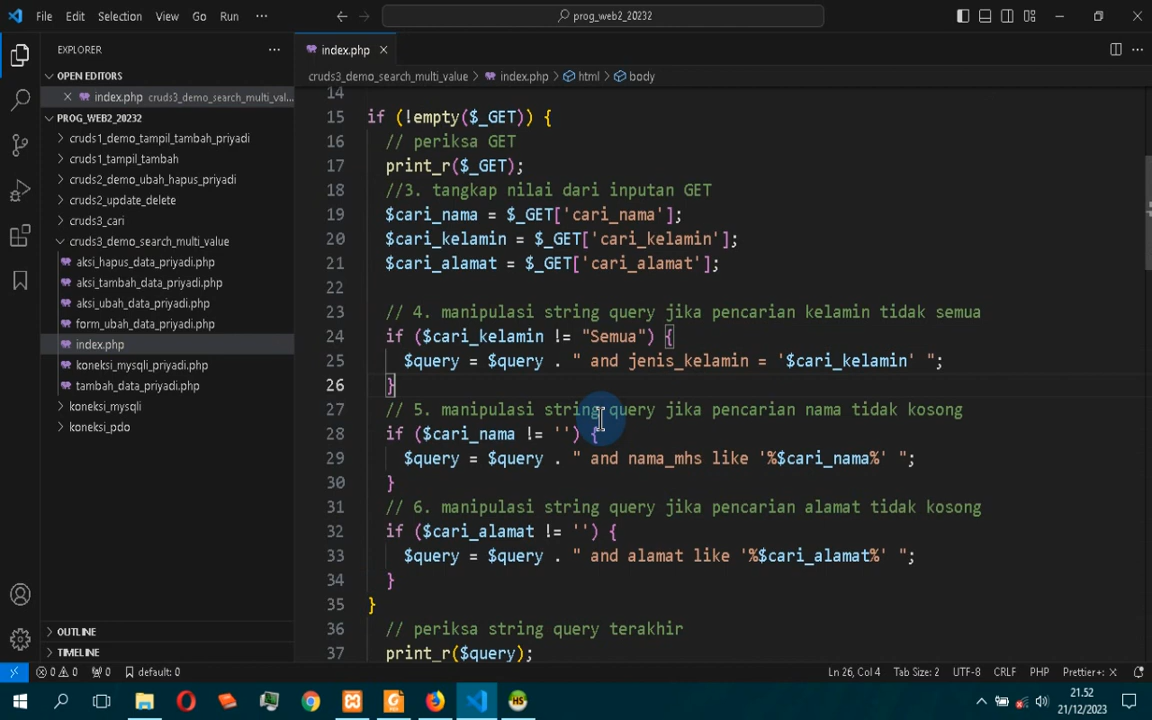 File Edit Selection View Go Run ··· prog_web2_20232
EXPLORER ···
OPEN EDITORS
index.php cruds3_demo_search_multi_val...
PROG_WEB2_20232
cruds1_demo_tampil_tambah_priyadi
cruds1_tampil_tambah
cruds2_demo_ubah_hapus_priyadi
cruds2_update_delete
cruds3_cari
cruds3_demo_search_multi_value
aksi_hapus_data_priyadi.php
aksi_tambah_data_priyadi.php
aksi_ubah_data_priyadi.php
form_ubah_data_priyadi.php
index.php
koneksi_mysqli_priyadi.php
tambah_data_priyadi.php
koneksi_mysqli
koneksi_pdo
OUTLINE
TIMELINE
index.php
cruds3_demo_search_multi_value > index.php > html > body
14
15 if (!empty($_GET)) {
16 // periksa GET
17 print_r($_GET);
18 //3. tangkap nilai dari inputan GET
19 $cari_nama = $_GET['cari_nama'];
20 $cari_kelamin = $_GET['cari_kelamin'];
21 $cari_alamat = $_GET['cari_alamat'];
22
23 // 4. manipulasi string query jika pencarian kelamin tidak semua
24 if ($cari_kelamin != "Semua") {
25 $query = $query . " and jenis_kelamin = '$cari_kelamin' ";
26 }
27 // 5. manipulasi string query jika pencarian nama tidak kosong
28 if ($cari_nama != '') {
29 $query = $query . " and nama_mhs like '%$cari_nama%' ";
30 }
31 // 6. manipulasi string query jika pencarian alamat tidak kosong
32 if ($cari_alamat != '') {
33 $query = $query . " and alamat like '%$cari_alamat%' ";
34 }
35 }
36 // periksa string query terakhir
37 print_r($query);
0 0 0 default: 0 Ln 26, Col 4 Tab Size: 2 UTF-8 CRLF PHP Prettier+: ×
21.52
21/12/2023